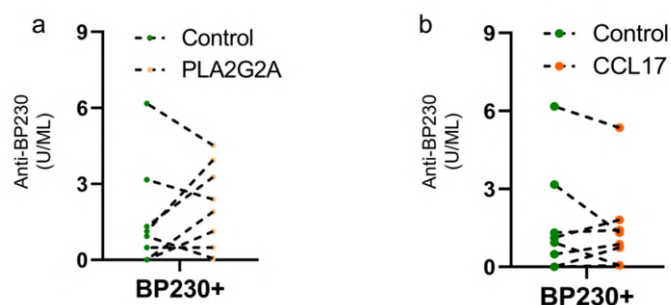 a
9
Control
PLA2G2A
6
3
0
Anti-BP230
(U/ML)
BP230+
b
9
Control
CCL17
6
3
0
Anti-BP230
(U/ML)
BP230+